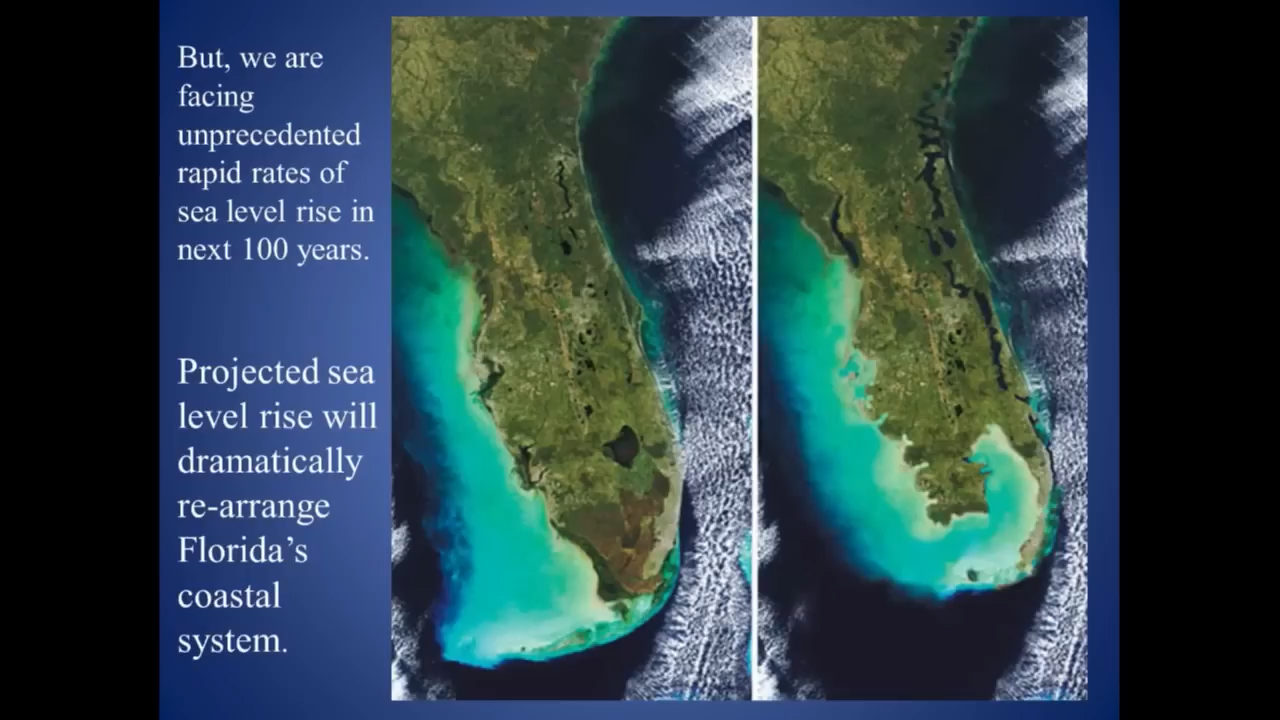 But, we are
facing
unprecedented
rapid rates of
sea level rise in
next 100 years.
Projected sea
level rise will
dramatically
re-arrange
Florida’s
coastal
system.